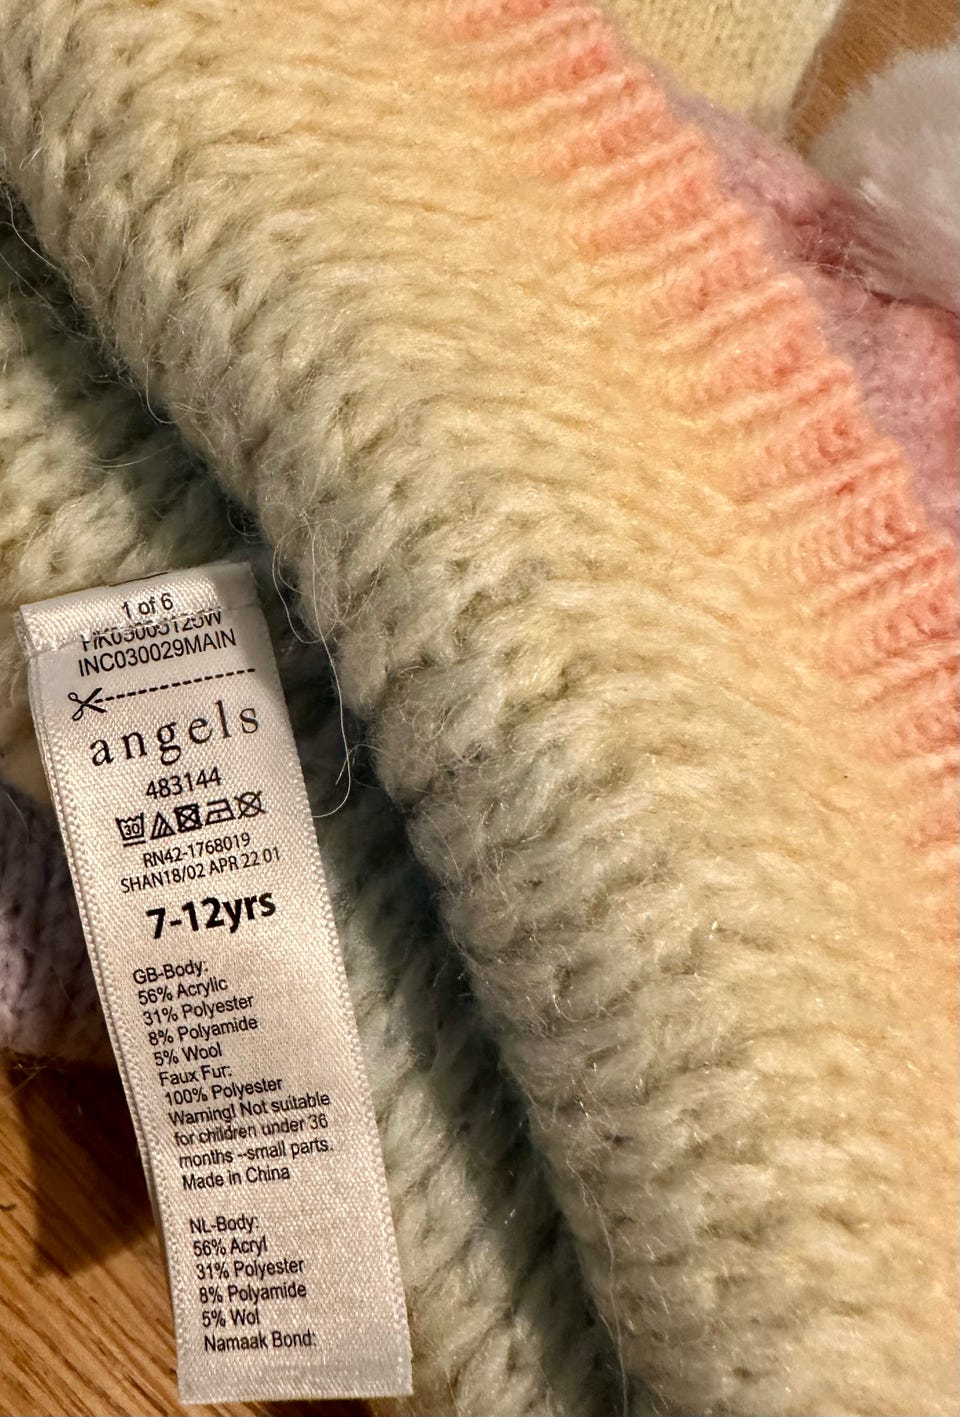 1 of 6
HK03005125W
INC030029MAIN
angels
483144
30
RN42-1768019
SHAN18/02 APR 22 01
7-12yrs
GB-Body:
56% Acrylic
31% Polyester
8% Polyamide
5% Wool
Faux Fur:
100% Polyester
Warning! Not suitable
for children under 36
months --small parts.
Made in China
NL-Body:
56% Acryl
31% Polyester
8% Polyamide
5% Wol
Namaak Bond: